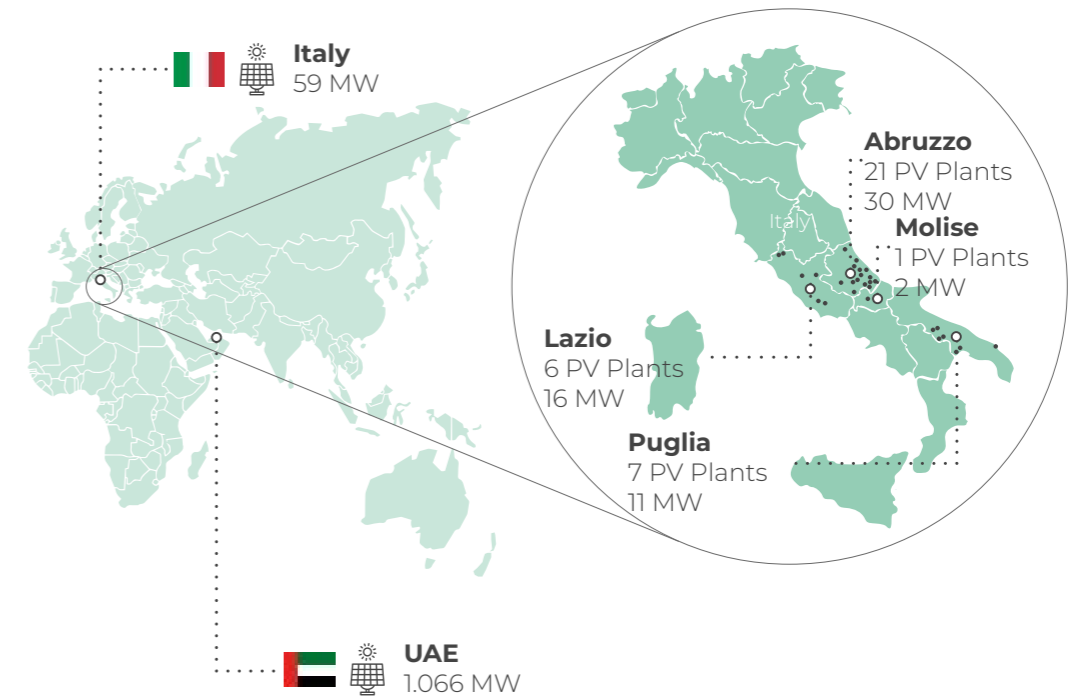 Italy
59 MW
Abruzzo
21 PV Plants
30 MW
Italy
Molise
1 PV Plants
2 MW
Lazio
6 PV Plants
16 MW
Puglia
7 PV Plants
11 MW
UAE
1.066 MW